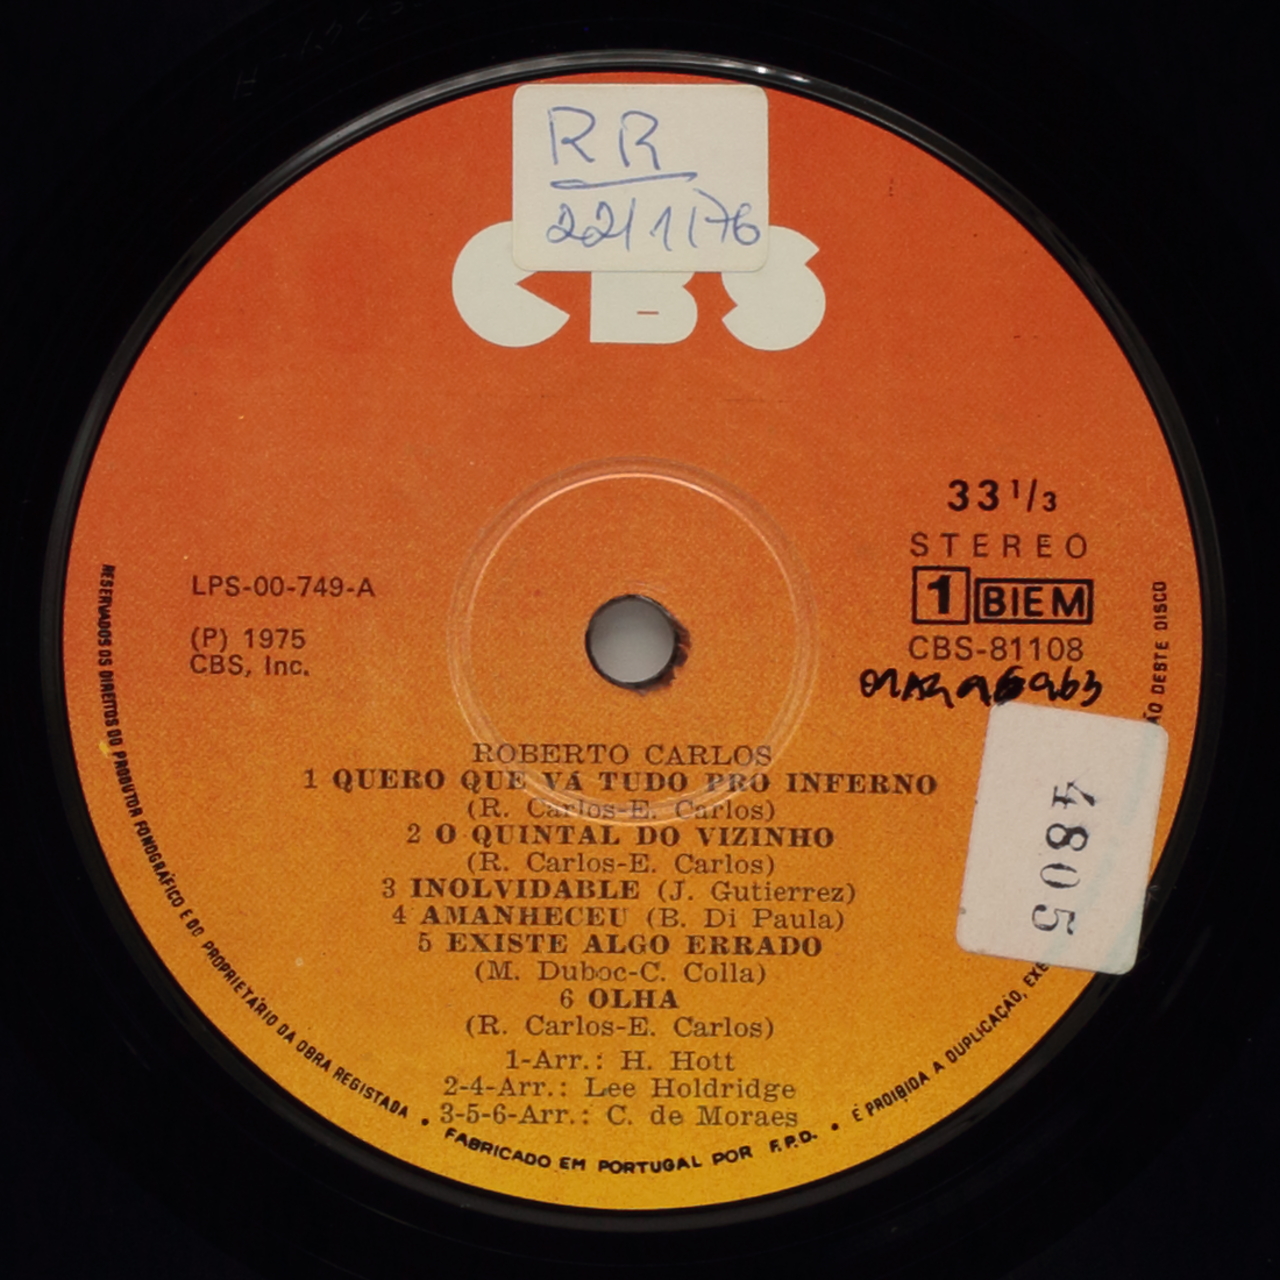 RR
22/1/76
CBS
33 1/3
STEREO
1 BIEM
CBS-81108
LPS-00-749-A
(P) 1975
CBS, Inc.
4805
ROBERTO CARLOS
1 QUERO QUE VÁ TUDO PRO INFERNO
(R. Carlos-E. Carlos)
2 O QUINTAL DO VIZINHO
(R. Carlos-E. Carlos)
3 INOLVIDABLE (J. Gutierrez)
4 AMANHECEU (B. Di Paula)
5 EXISTE ALGO ERRADO
(M. Duboc-C. Colla)
6 OLHA
(R. Carlos-E. Carlos)
1-Arr.: H. Hott
2-4-Arr.: Lee Holdridge
3-5-6-Arr.: C. de Moraes
RESERVADOS OS DIREITOS DO PRODUTOR FONOGRÁFICO E DO PROPRIETÁRIO DA OBRA REGISTADA • FABRICADO EM PORTUGAL POR F.P.D. • É PROIBIDA A DUPLICAÇÃO, DESTE DISCO